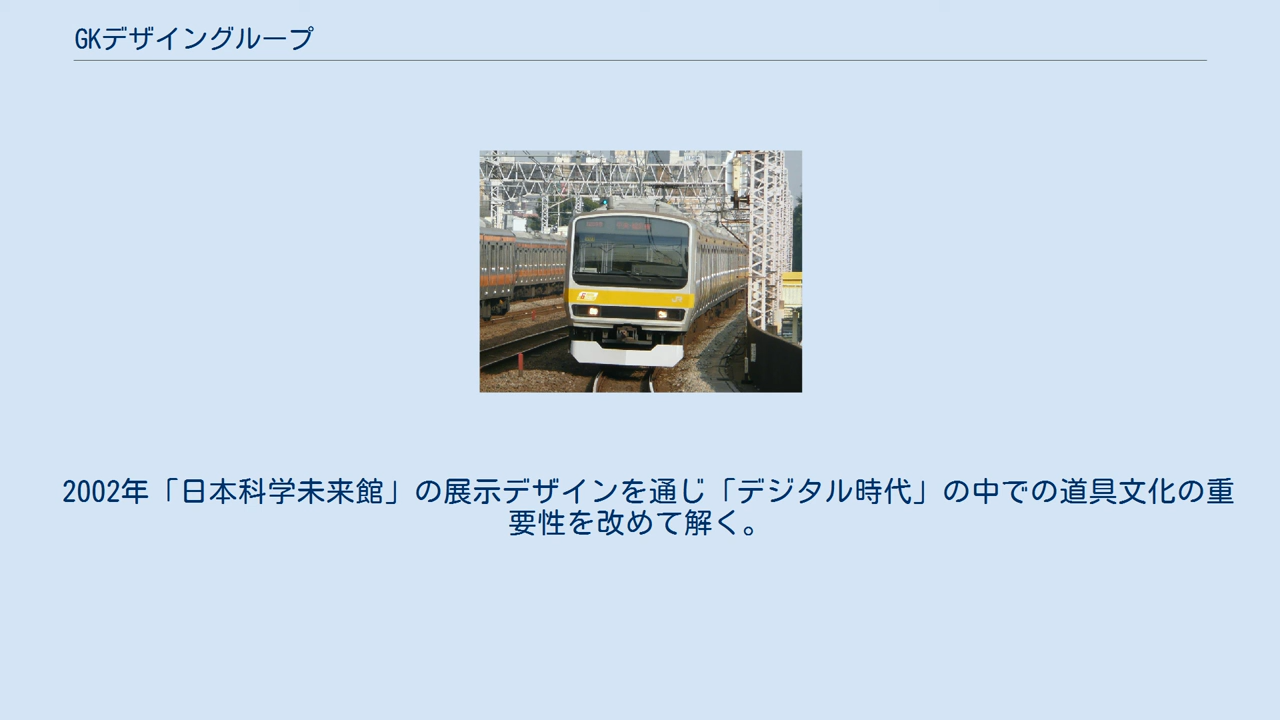 GKデザイングループ
2002年「日本科学未来館」の展示デザインを通じ「デジタル時代」の中での道具文化の重
要性を改めて解く。